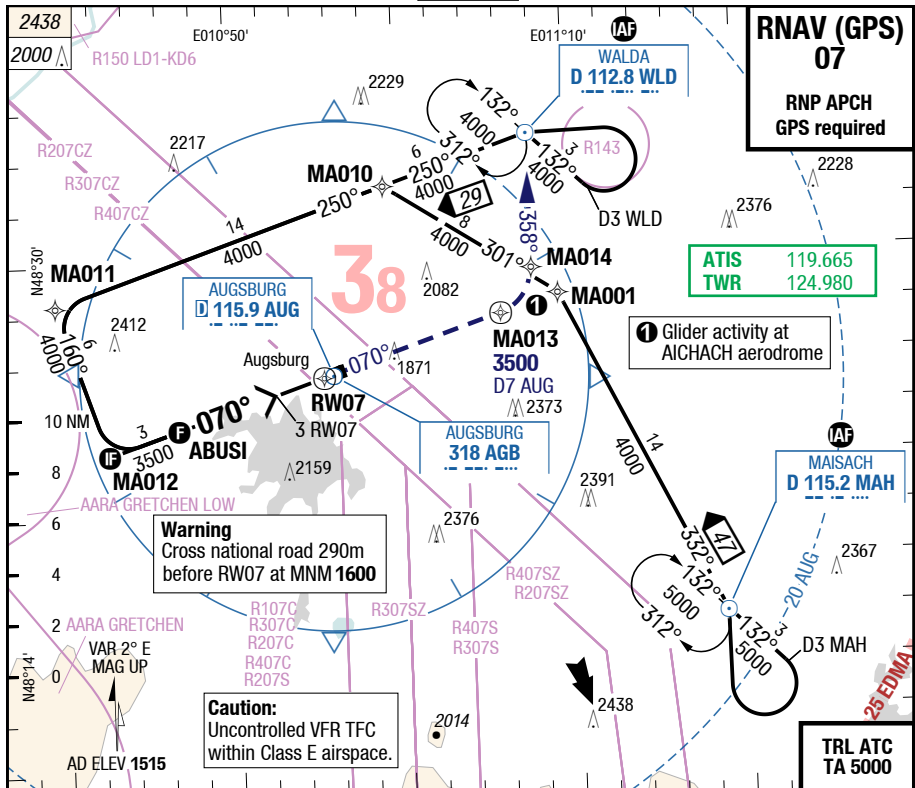 2438
2000
R150 LD1-KD6
E010°50'
E011°10'
IAF
RNAV (GPS)
07
RNP APCH
GPS required
WALDA
D 112.8 WLD
2229
132°
4000
312°
R207CZ
2217
6
250°
4000
132°
3
4000
R143
2228
MA010
R307CZ
250°
29
D3 WLD
2376
R407CZ
14
4000
8
4000
301°
358°
MA014
ATIS 119.665
TWR 124.980
N48°30'
MA011
38
2082
MA001
AUGSBURG
D 115.9 AUG
1
MA013
3500
D7 AUG
1 Glider activity at
AICHACH aerodrome
2412
6
160°
4000
Augsburg
070°
1871
RW07
2373
070°
3 RW07
10 NM
3
3500
F
ABUSI
IF
MA012
AUGSBURG
318 AGB
14
4000
IAF
MAISACH
D 115.2 MAH
8
2159
2391
AARA GRETCHEN LOW
6
Warning
Cross national road 290m
before RW07 at MNM 1600
2376
332°
47
2367
4
R407SZ
R207SZ
132°
5000
312°
20 AUG
R107C
R307C
R207C
R407C
R207S
R307SZ
R407S
R307S
132°
3
5000
D3 MAH
2
AARA GRETCHEN
N48°14'
VAR 2° E
MAG UP
0
25 EDMA
Caution:
Uncontrolled VFR TFC
within Class E airspace.
2014
2438
AD ELEV 1515
TRL ATC
TA 5000